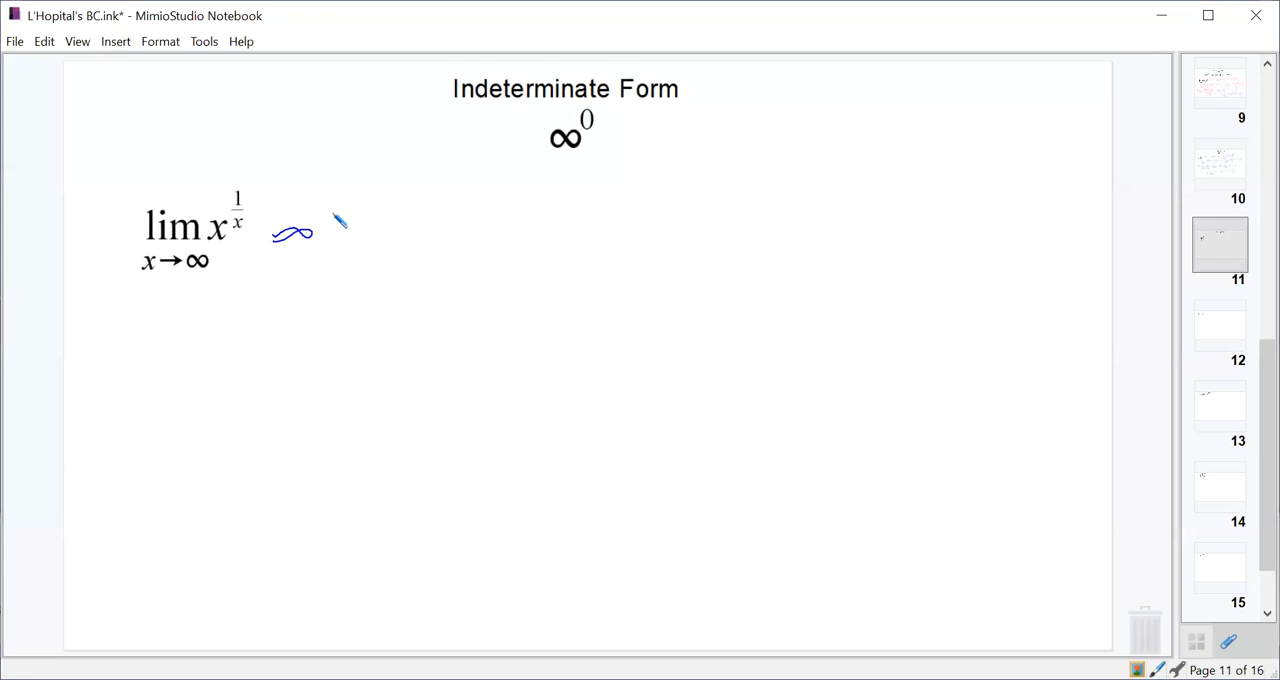 L'Hopital's BC.ink* - MimioStudio Notebook
File Edit View Insert Format Tools Help
Indeterminate Form
∞⁰
lim x^(1/x) ∞
x→∞
9
10
11
12
13
14
15
Page 11 of 16